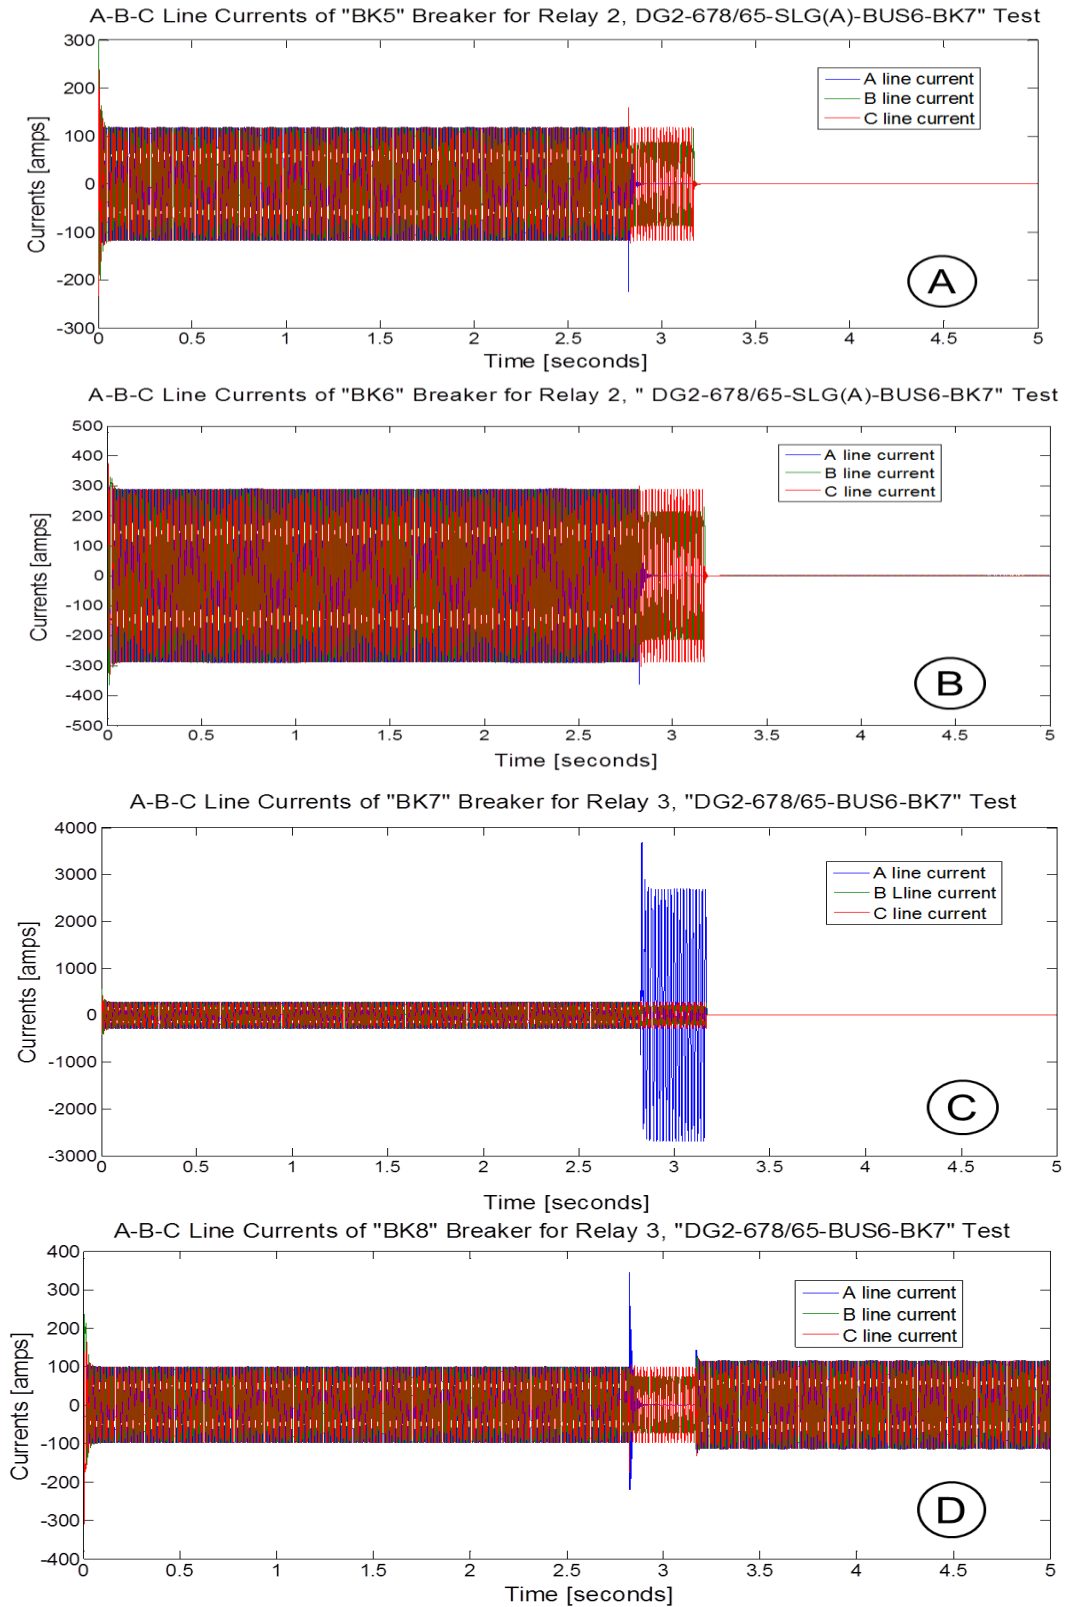 A-B-C Line Currents of "BK5" Breaker for Relay 2, DG2-678/65-SLG(A)-BUS6-BK7" Test
300
200
100
0
-100
-200
-300
Currents [amps]
A line current
B line current
C line current
A
0 0.5 1 1.5 2 2.5 3 3.5 4 4.5 5
Time [seconds]
A-B-C Line Currents of "BK6" Breaker for Relay 2, " DG2-678/65-SLG(A)-BUS6-BK7" Test
500
400
300
200
100
0
-100
-200
-300
-400
-500
Currents [amps]
A line current
B line current
C line current
B
0 0.5 1 1.5 2 2.5 3 3.5 4 4.5 5
Time [seconds]
A-B-C Line Currents of "BK7" Breaker for Relay 3, "DG2-678/65-BUS6-BK7" Test
4000
3000
2000
1000
0
-1000
-2000
-3000
Currents [amps]
A line current
B Lline current
C line current
C
0 0.5 1 1.5 2 2.5 3 3.5 4 4.5 5
Time [seconds]
A-B-C Line Currents of "BK8" Breaker for Relay 3, "DG2-678/65-BUS6-BK7" Test
400
300
200
100
0
-100
-200
-300
-400
Currents [amps]
A line current
B line current
C line current
D
0 0.5 1 1.5 2 2.5 3 3.5 4 4.5 5
Time [seconds]